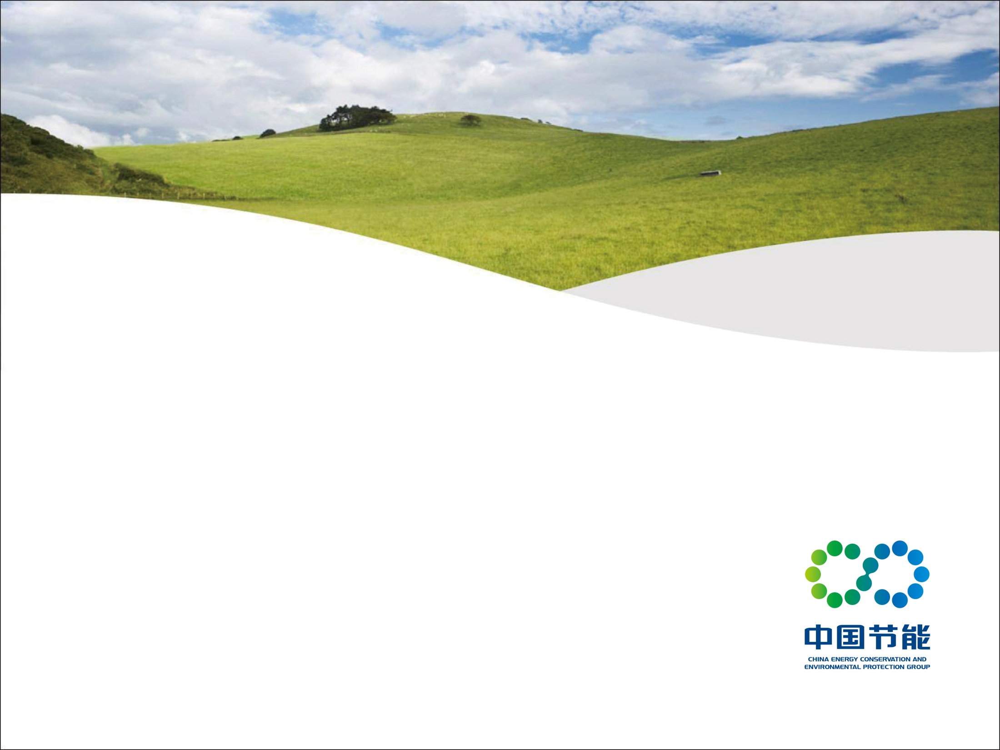 中国节能
CHINA ENERGY CONSERVATION AND
ENVIRONMENTAL PROTECTION GROUP